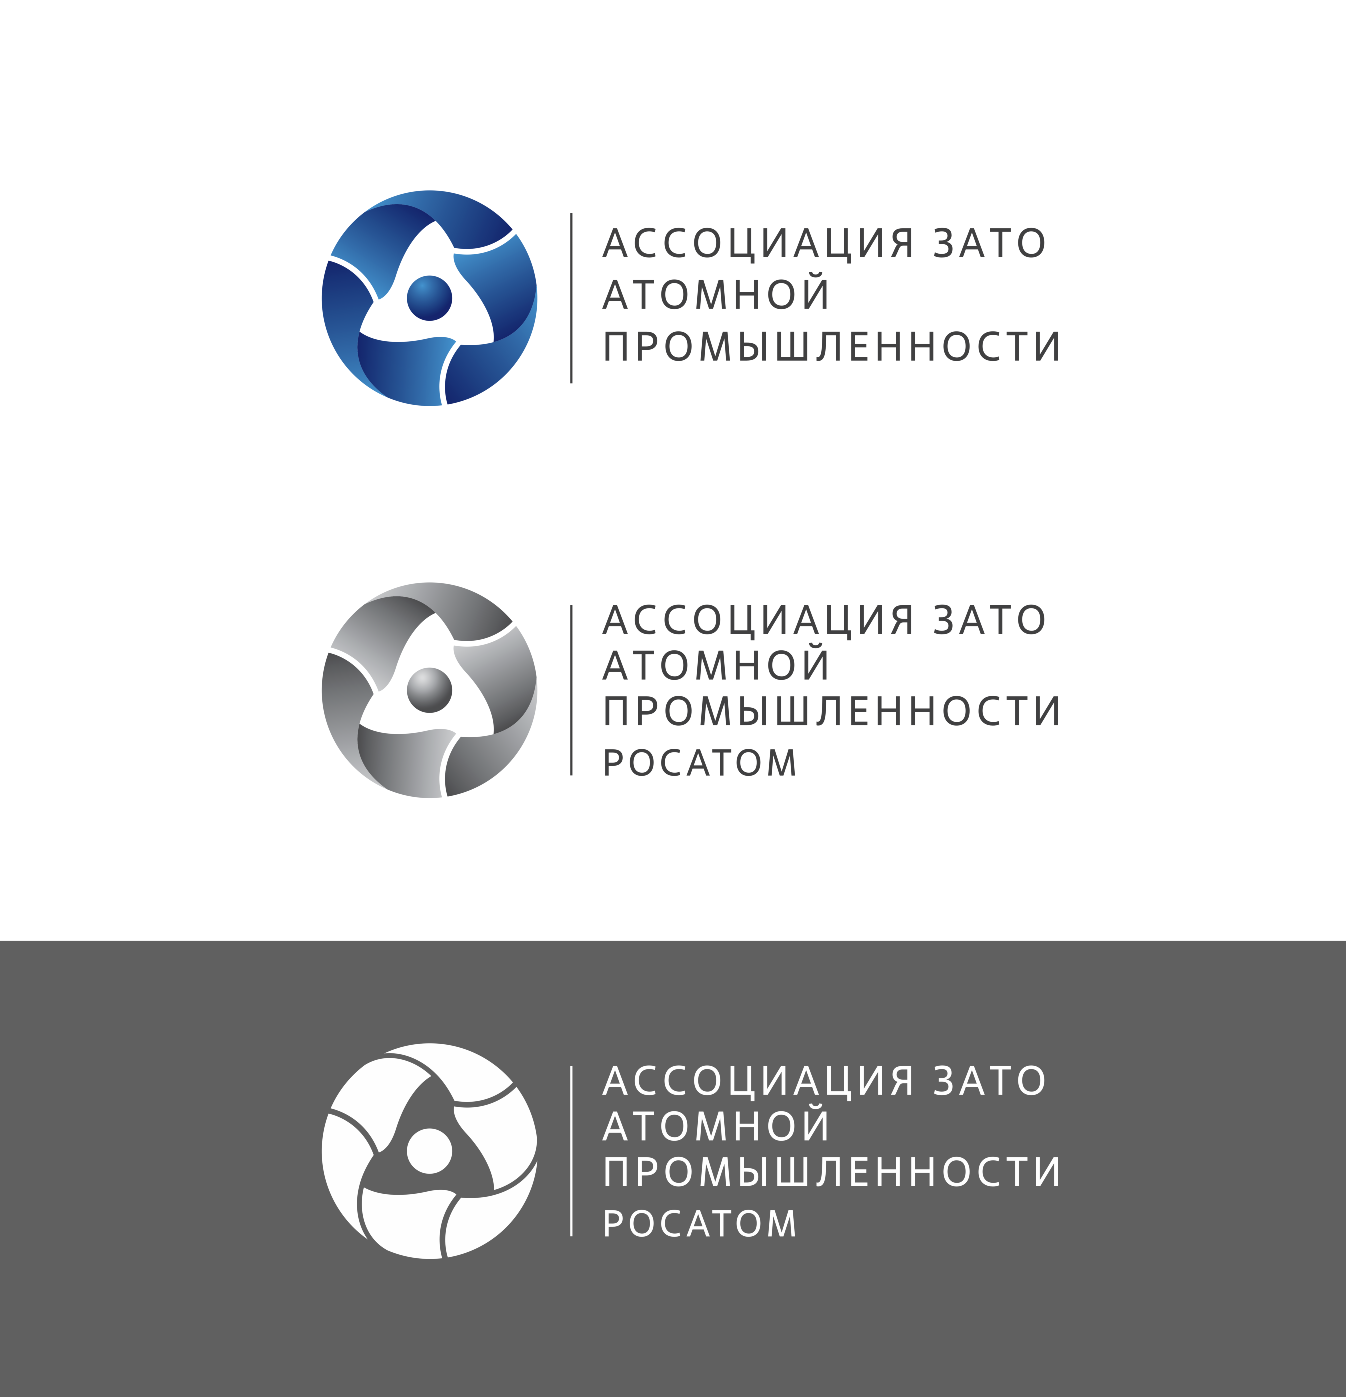 АССОЦИАЦИЯ ЗАТО
АТОМНОЙ
ПРОМЫШЛЕННОСТИ
АССОЦИАЦИЯ ЗАТО
АТОМНОЙ
ПРОМЫШЛЕННОСТИ
РОСАТОМ
АССОЦИАЦИЯ ЗАТО
АТОМНОЙ
ПРОМЫШЛЕННОСТИ
РОСАТОМ